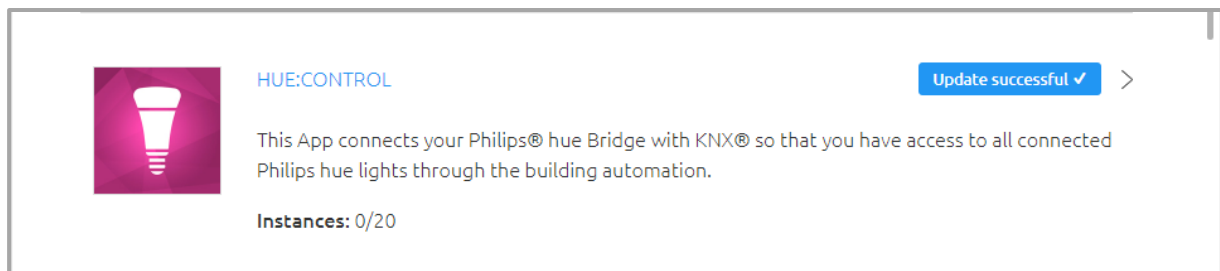 HUE:CONTROL
Update successful ✓
This App connects your Philips® hue Bridge with KNX® so that you have access to all connected
Philips hue lights through the building automation.
Instances: 0/20